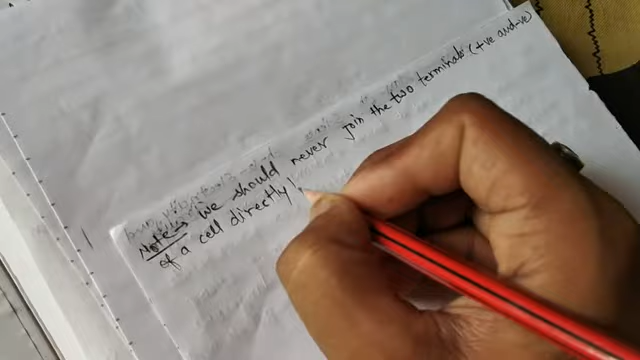 Note → We should never join the two terminals (+ve and -ve)
of a cell directly